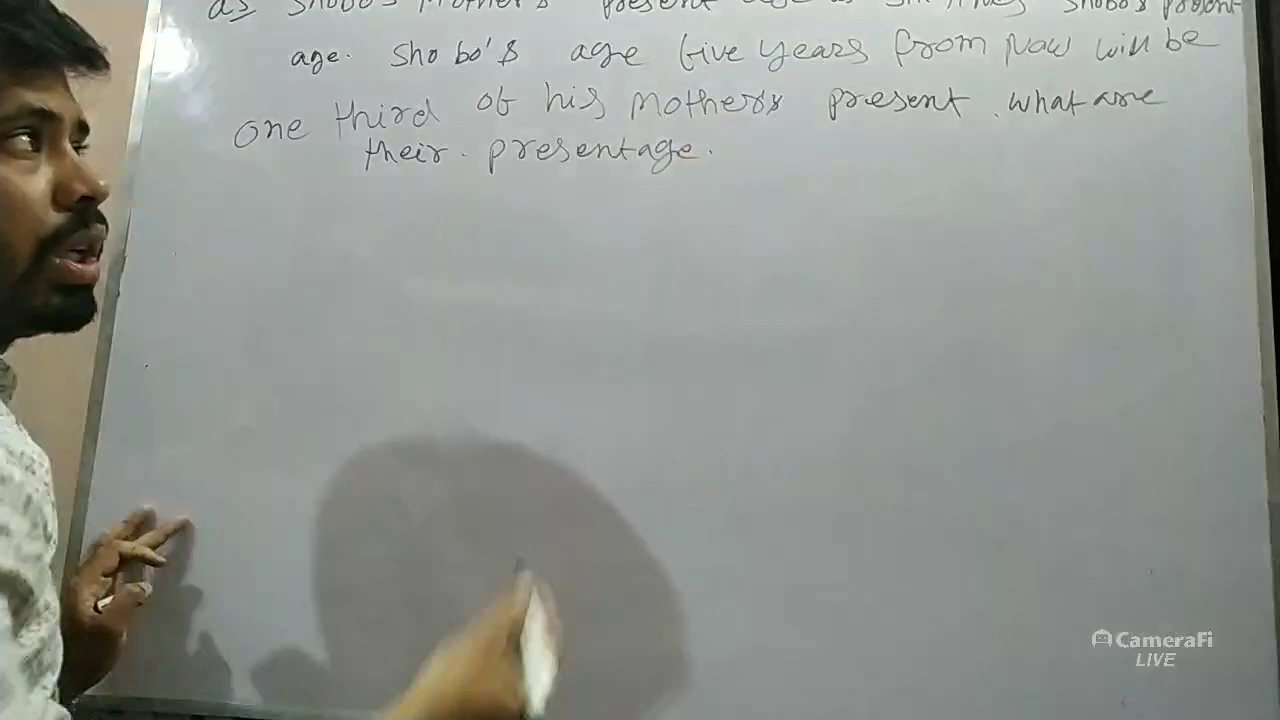 as Shobo's Mother's present age is six times Shobo's present
age. Shobo's age five years from Now will be
one third of his Mother's present. what are
their. presentage.
CameraFi
LIVE